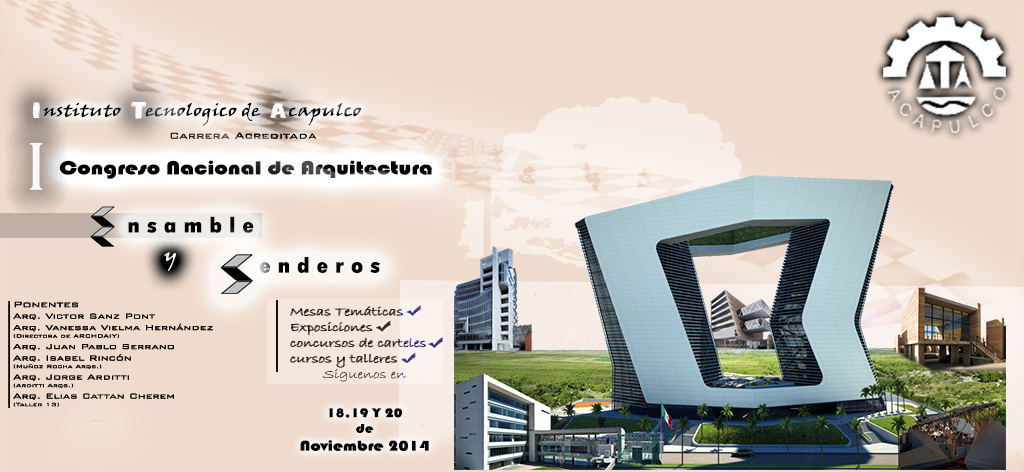 Instituto Tecnologico de Acapulco
Carrera Acreditada
I Congreso Nacional de Arquitectura
Ensamble
y
Senderos
Ponentes
Arq. Victor Sanz Pont
Arq. Vanessa Vielma Hernández
(Directora de ARCHDAIY)
Arq. Juan Pablo Serrano
Arq. Isabel Rincón
(Muñoz Rocha Arqs.)
Arq. Jorge Arditti
(Arditti Arqs.)
Arq. Elias Cattan Cherem
(Taller 13)
Mesas Temáticas
Exposiciones
concursos de carteles
cursos y talleres
Siguenos en
18.19 Y 20
de
Noviembre 2014
ACAPULCO